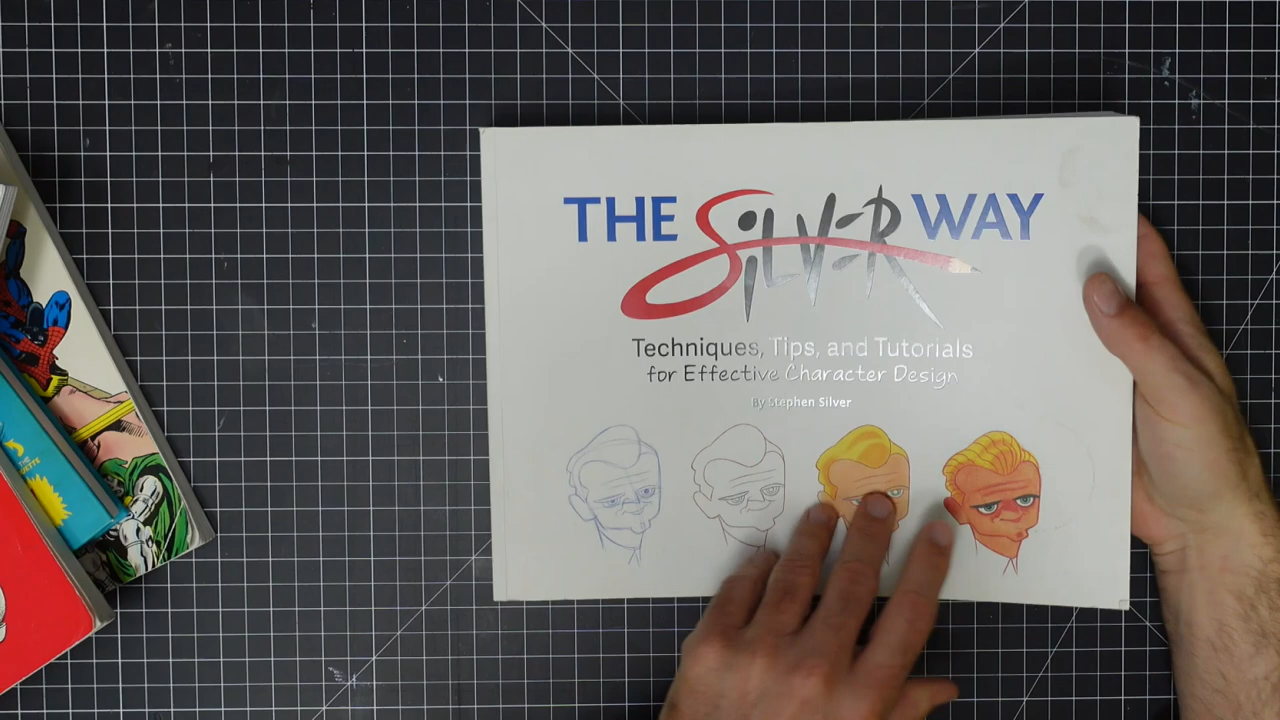 THE SiLVER WAY
Techniques, Tips, and Tutorials
for Effective Character Design
By Stephen Silver